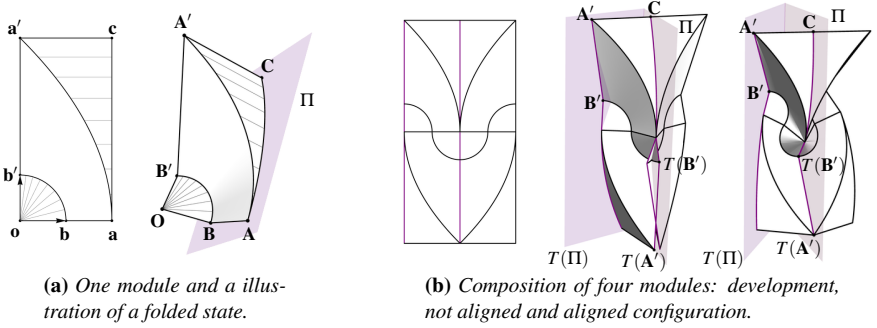 a′ c
b′
o b a
A′
C
Π
B′
O
B A
A′ C
Π
B′
T(B′)
T(Π) T(A′)
A′ C
Π
B′
T(B′)
T(Π) T(A′)
(a) One module and a illus-
tration of a folded state.
(b) Composition of four modules: development,
not aligned and aligned configuration.